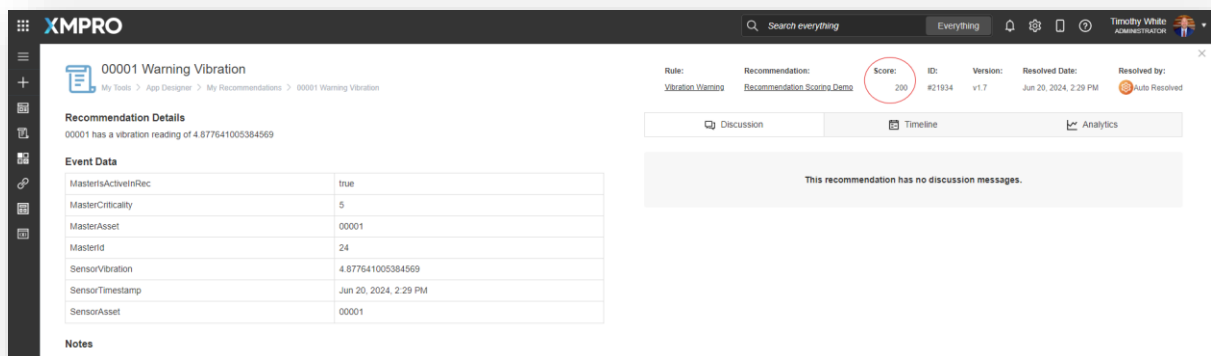 XMPRO
Search everything
Everything
Timothy White
ADMINISTRATOR
00001 Warning Vibration
My Tools > App Designer > My Recommendations > 00001 Warning Vibration
Rule:
Vibration Warning
Recommendation:
Recommendation Scoring Demo
Score:
200
ID:
#21934
Version:
v1.7
Resolved Date:
Jun 20, 2024, 2:29 PM
Resolved by:
Auto Resolved
Recommendation Details
00001 has a vibration reading of 4.877641005384569
Event Data
MasterIsActiveInRec true
MasterCriticality 5
MasterAsset 00001
MasterId 24
SensorVibration 4.877641005384569
SensorTimestamp Jun 20, 2024, 2:29 PM
SensorAsset 00001
Notes
Discussion
Timeline
Analytics
This recommendation has no discussion messages.